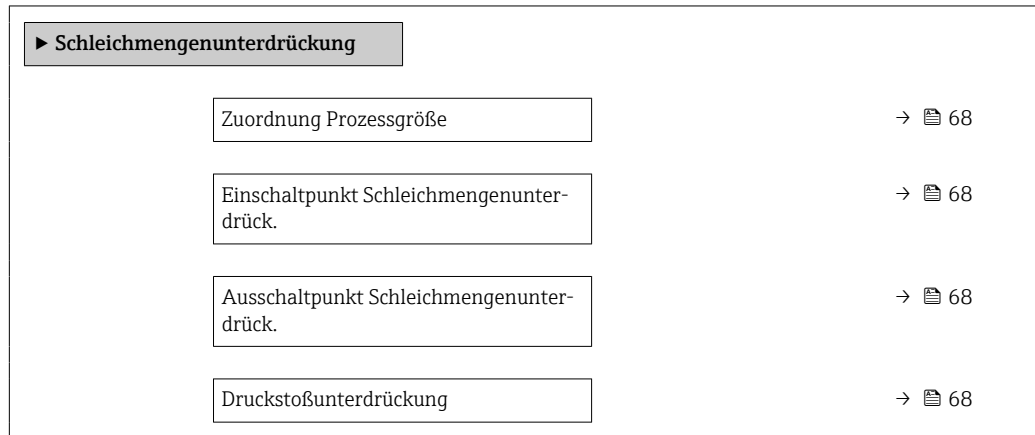 ▶ Schleichmengenunterdrückung
Zuordnung Prozessgröße → 68
Einschaltpunkt Schleichmengenunter-
drück. → 68
Ausschaltpunkt Schleichmengenunter-
drück. → 68
Druckstoßunterdrückung → 68